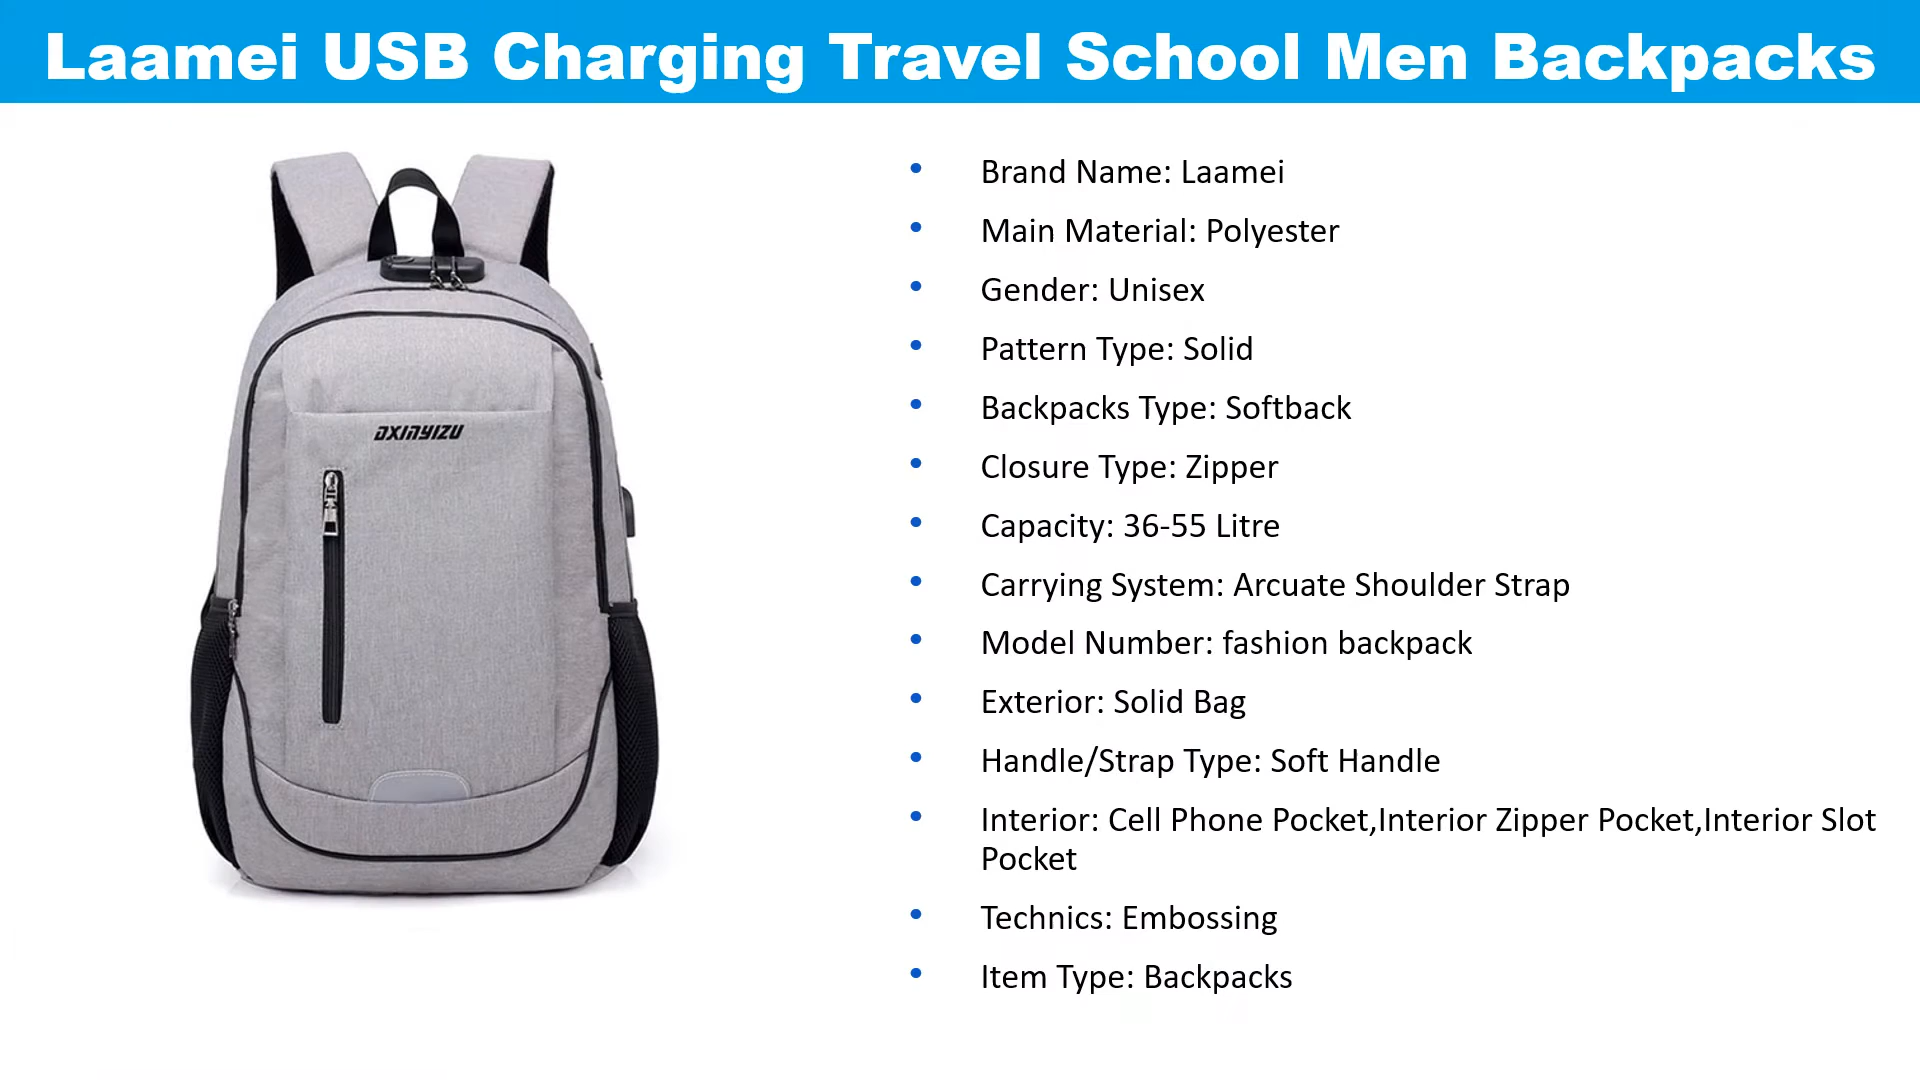 Laamei USB Charging Travel School Men Backpacks
OXINYIZU
• Brand Name: Laamei
• Main Material: Polyester
• Gender: Unisex
• Pattern Type: Solid
• Backpacks Type: Softback
• Closure Type: Zipper
• Capacity: 36-55 Litre
• Carrying System: Arcuate Shoulder Strap
• Model Number: fashion backpack
• Exterior: Solid Bag
• Handle/Strap Type: Soft Handle
• Interior: Cell Phone Pocket,Interior Zipper Pocket,Interior Slot
Pocket
• Technics: Embossing
• Item Type: Backpacks